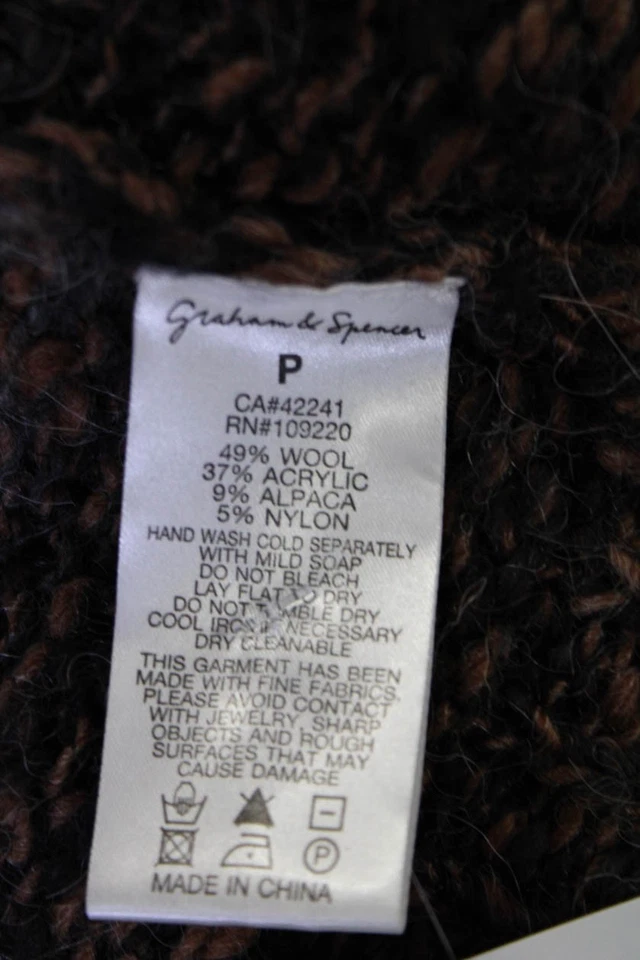 Graham & Spencer
P
CA#42241
RN#109220
49% WOOL
37% ACRYLIC
9% ALPACA
5% NYLON
HAND WASH COLD SEPARATELY
WITH MILD SOAP
DO NOT BLEACH
LAY FLAT TO DRY
DO NOT TUMBLE DRY
COOL IRON IF NECESSARY
DRY CLEANABLE
THIS GARMENT HAS BEEN
MADE WITH FINE FABRICS.
PLEASE AVOID CONTACT
WITH JEWELRY, SHARP
OBJECTS AND ROUGH
SURFACES THAT MAY
CAUSE DAMAGE
P
MADE IN CHINA